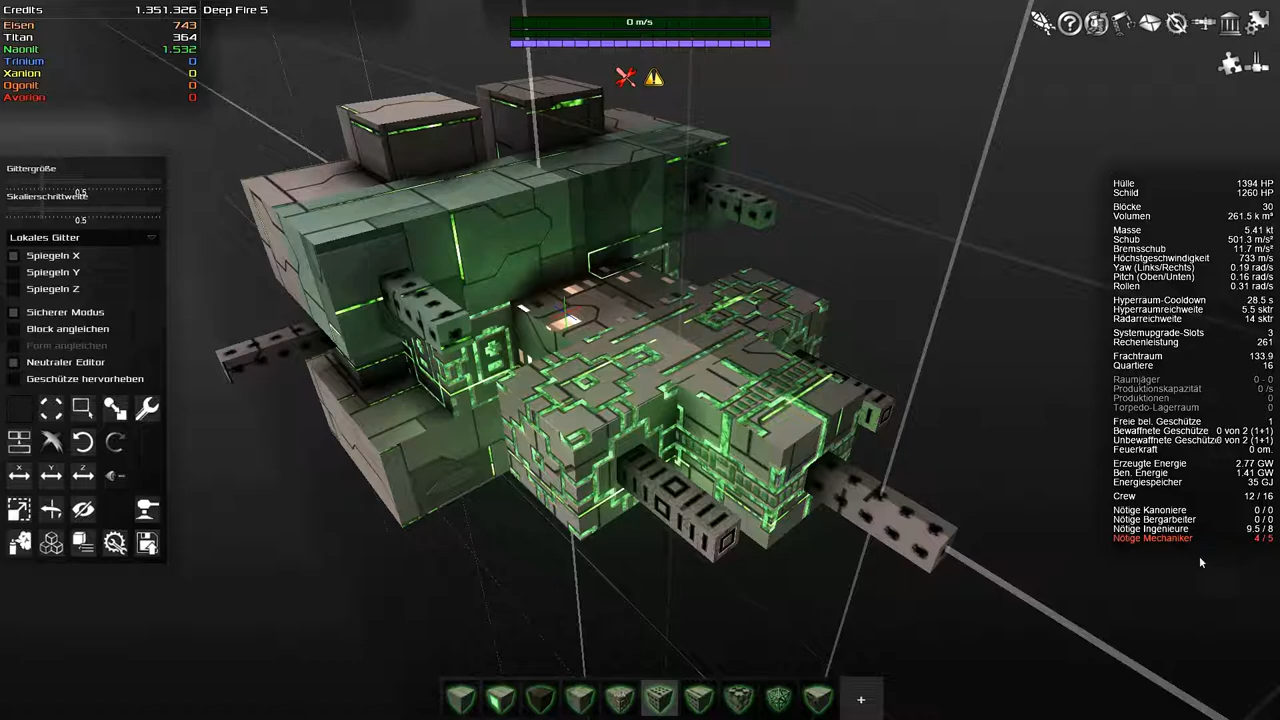 Credits 1.351.326 Deep Fire 5
Eisen 743
Titan 364
Naonit 1.532
Trinium 0
Xanion 0
Ogonit 0
Avorion 0
0 m/s
Gittergröße
0.5
Skalierschrittweite
0.5
Lokales Gitter
Spiegeln X
Spiegeln Y
Spiegeln Z
Sicherer Modus
Block angleichen
Form angleichen
Neutraler Editor
Geschütze hervorheben
X Y Z
Hülle 1394 HP
Schild 1260 HP
Blöcke 30
Volumen 261.5 k m³
Masse 5.41 kt
Schub 501.3 m/s²
Bremsschub 11.7 m/s²
Höchstgeschwindigkeit 733 m/s
Yaw (Links/Rechts) 0.19 rad/s
Pitch (Oben/Unten) 0.16 rad/s
Rollen 0.31 rad/s
Hyperraum-Cooldown 28.5 s
Hyperraumreichweite 5.5 sktr
Radarreichweite 14 sktr
Systemupgrade-Slots 3
Rechenleistung 261
Frachtraum 133.9
Quartiere 16
Raumjäger 0 - 0
Produktionskapazität 0 /s
Produktionen 0
Torpedo-Lagerraum 0
Freie bel. Geschütze 1
Bewaffnete Geschütz 0 von 2 (1+1)
Unbewaffnete Geschütz 0 von 2 (1+1)
Feuerkraft 0 om.
Erzeugte Energie 2.77 GW
Ben. Energie 1.41 GW
Energiespeicher 35 GJ
Crew 12 / 16
Nötige Kanoniere 0 / 0
Nötige Bergarbeiter 0 / 0
Nötige Ingenieure 9.5 / 8
Nötige Mechaniker 4 / 5
+